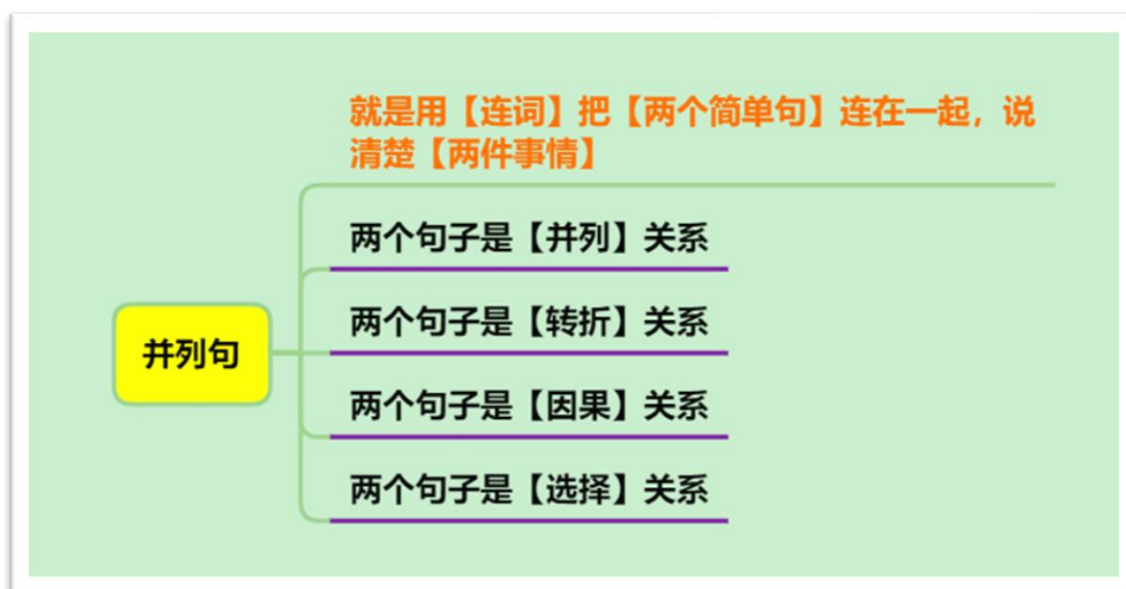 就是用【连词】把【两个简单句】连在一起，说
清楚【两件事情】
两个句子是【并列】关系
两个句子是【转折】关系
并列句
两个句子是【因果】关系
两个句子是【选择】关系